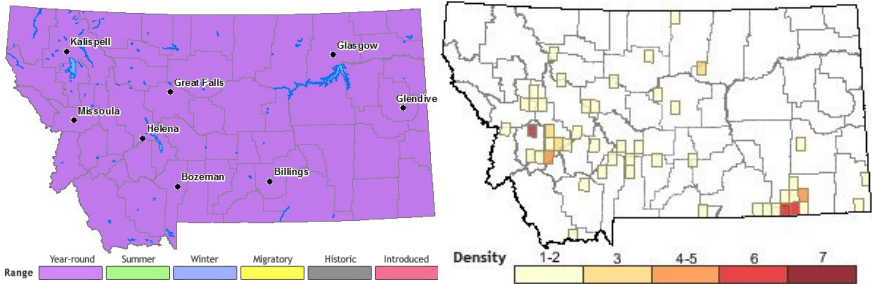 Kalispell
Glasgow
Great Falls
Glendive
Missoula
Helena
Billings
Bozeman
Range Year-round Summer Winter Migratory Historic Introduced
Density 1-2 3 4-5 6 7